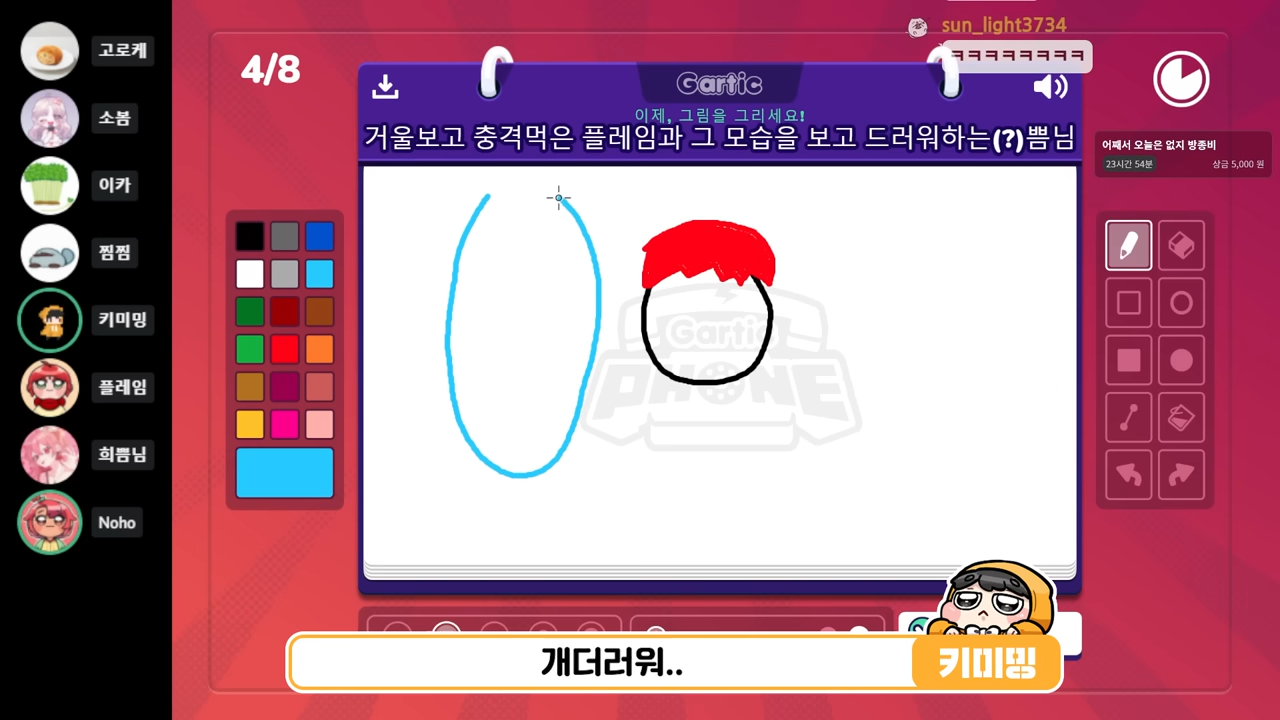 고로케
소봄
이카
찜찜
키미밍
플레임
희쁨님
Noho
4/8
sun_light3734
ㅋㅋㅋㅋㅋㅋㅋㅋ
Gartic
이제, 그림을 그리세요!
거울보고 충격먹은 플레임과 그 모습을 보고 드러워하는(?)쁨님
어째서 오늘은 없지 방종비
23시간 54분
상금 5,000 원
Gartic
PHONE
개더러워..
키미밍